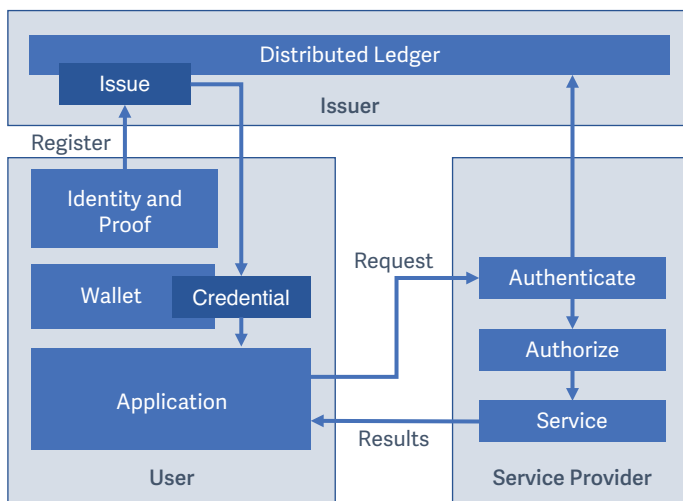 Distributed Ledger
Issue
Issuer
Register
Identity and
Proof
Wallet
Credential
Application
User
Request
Results
Authenticate
Authorize
Service
Service Provider